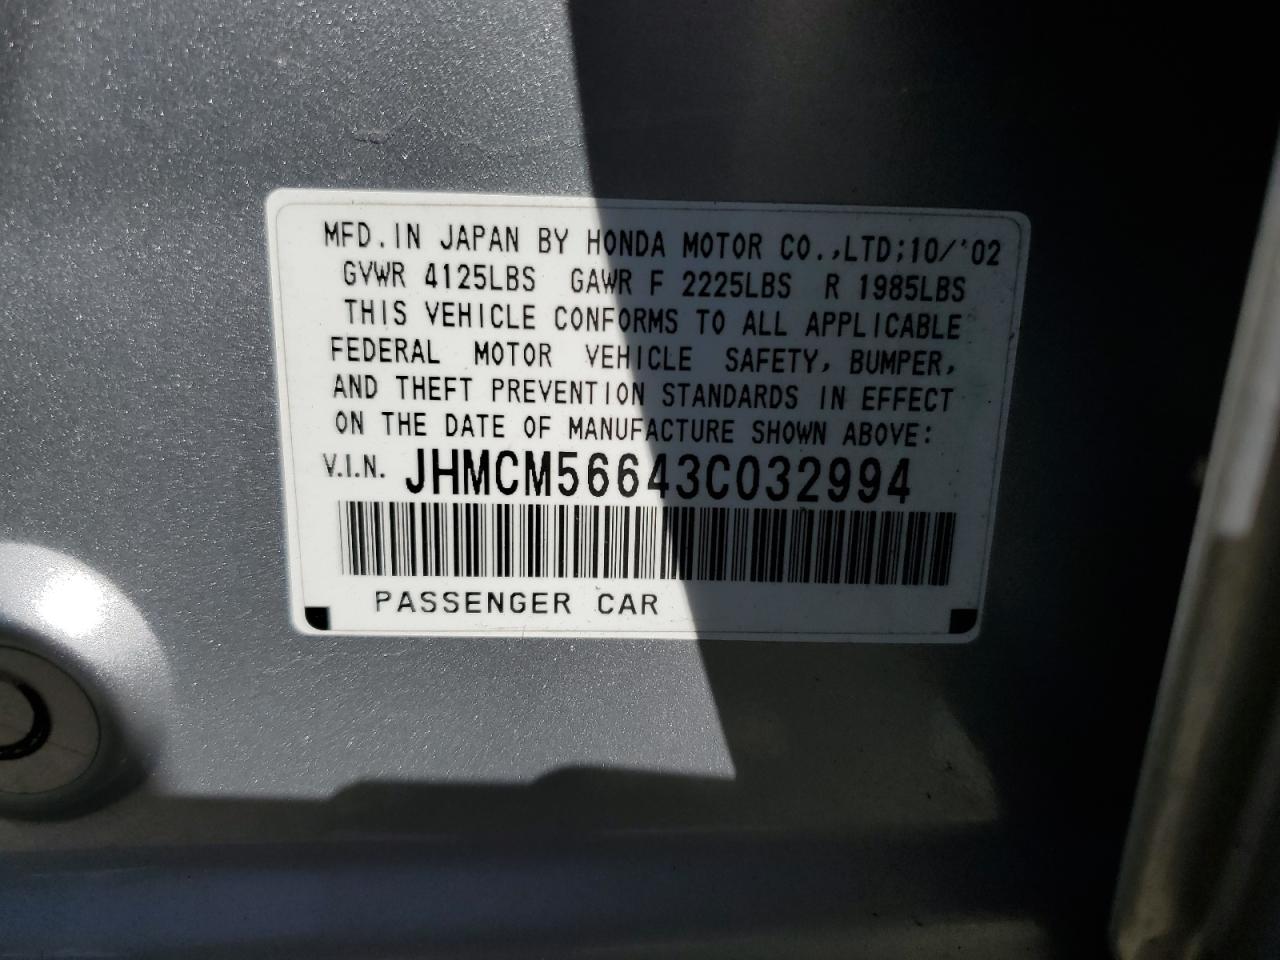 MFD.IN JAPAN BY HONDA MOTOR CO.,LTD;10/'02
GVWR 4125LBS GAWR F 2225LBS R 1985LBS
THIS VEHICLE CONFORMS TO ALL APPLICABLE
FEDERAL MOTOR VEHICLE SAFETY, BUMPER,
AND THEFT PREVENTION STANDARDS IN EFFECT
ON THE DATE OF MANUFACTURE SHOWN ABOVE:
V.I.N. JHMCM56643C032994
PASSENGER CAR